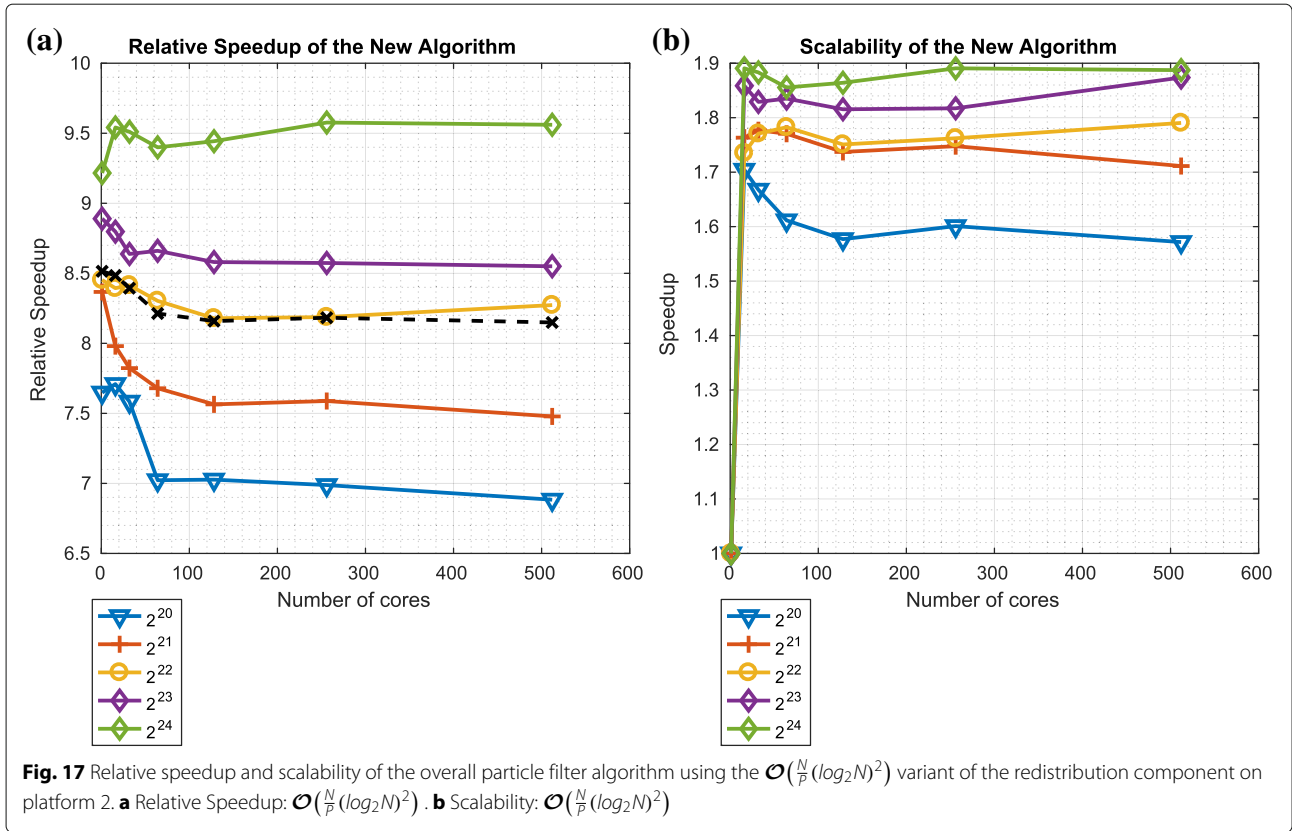 (a)
Relative Speedup of the New Algorithm
10
9.5
9
8.5
8
7.5
7
6.5
Relative Speedup
0 100 200 300 400 500 600
Number of cores
2^20
2^21
2^22
2^23
2^24
(b)
Scalability of the New Algorithm
1.9
1.8
1.7
1.6
1.5
1.4
1.3
1.2
1.1
1
Speedup
0 100 200 300 400 500 600
Number of cores
2^20
2^21
2^22
2^23
2^24
Fig. 17 Relative speedup and scalability of the overall particle filter algorithm using the 𝓞(N/P (log₂N)²) variant of the redistribution component on
platform 2. a Relative Speedup: 𝓞(N/P (log₂N)²) . b Scalability: 𝓞(N/P (log₂N)²)